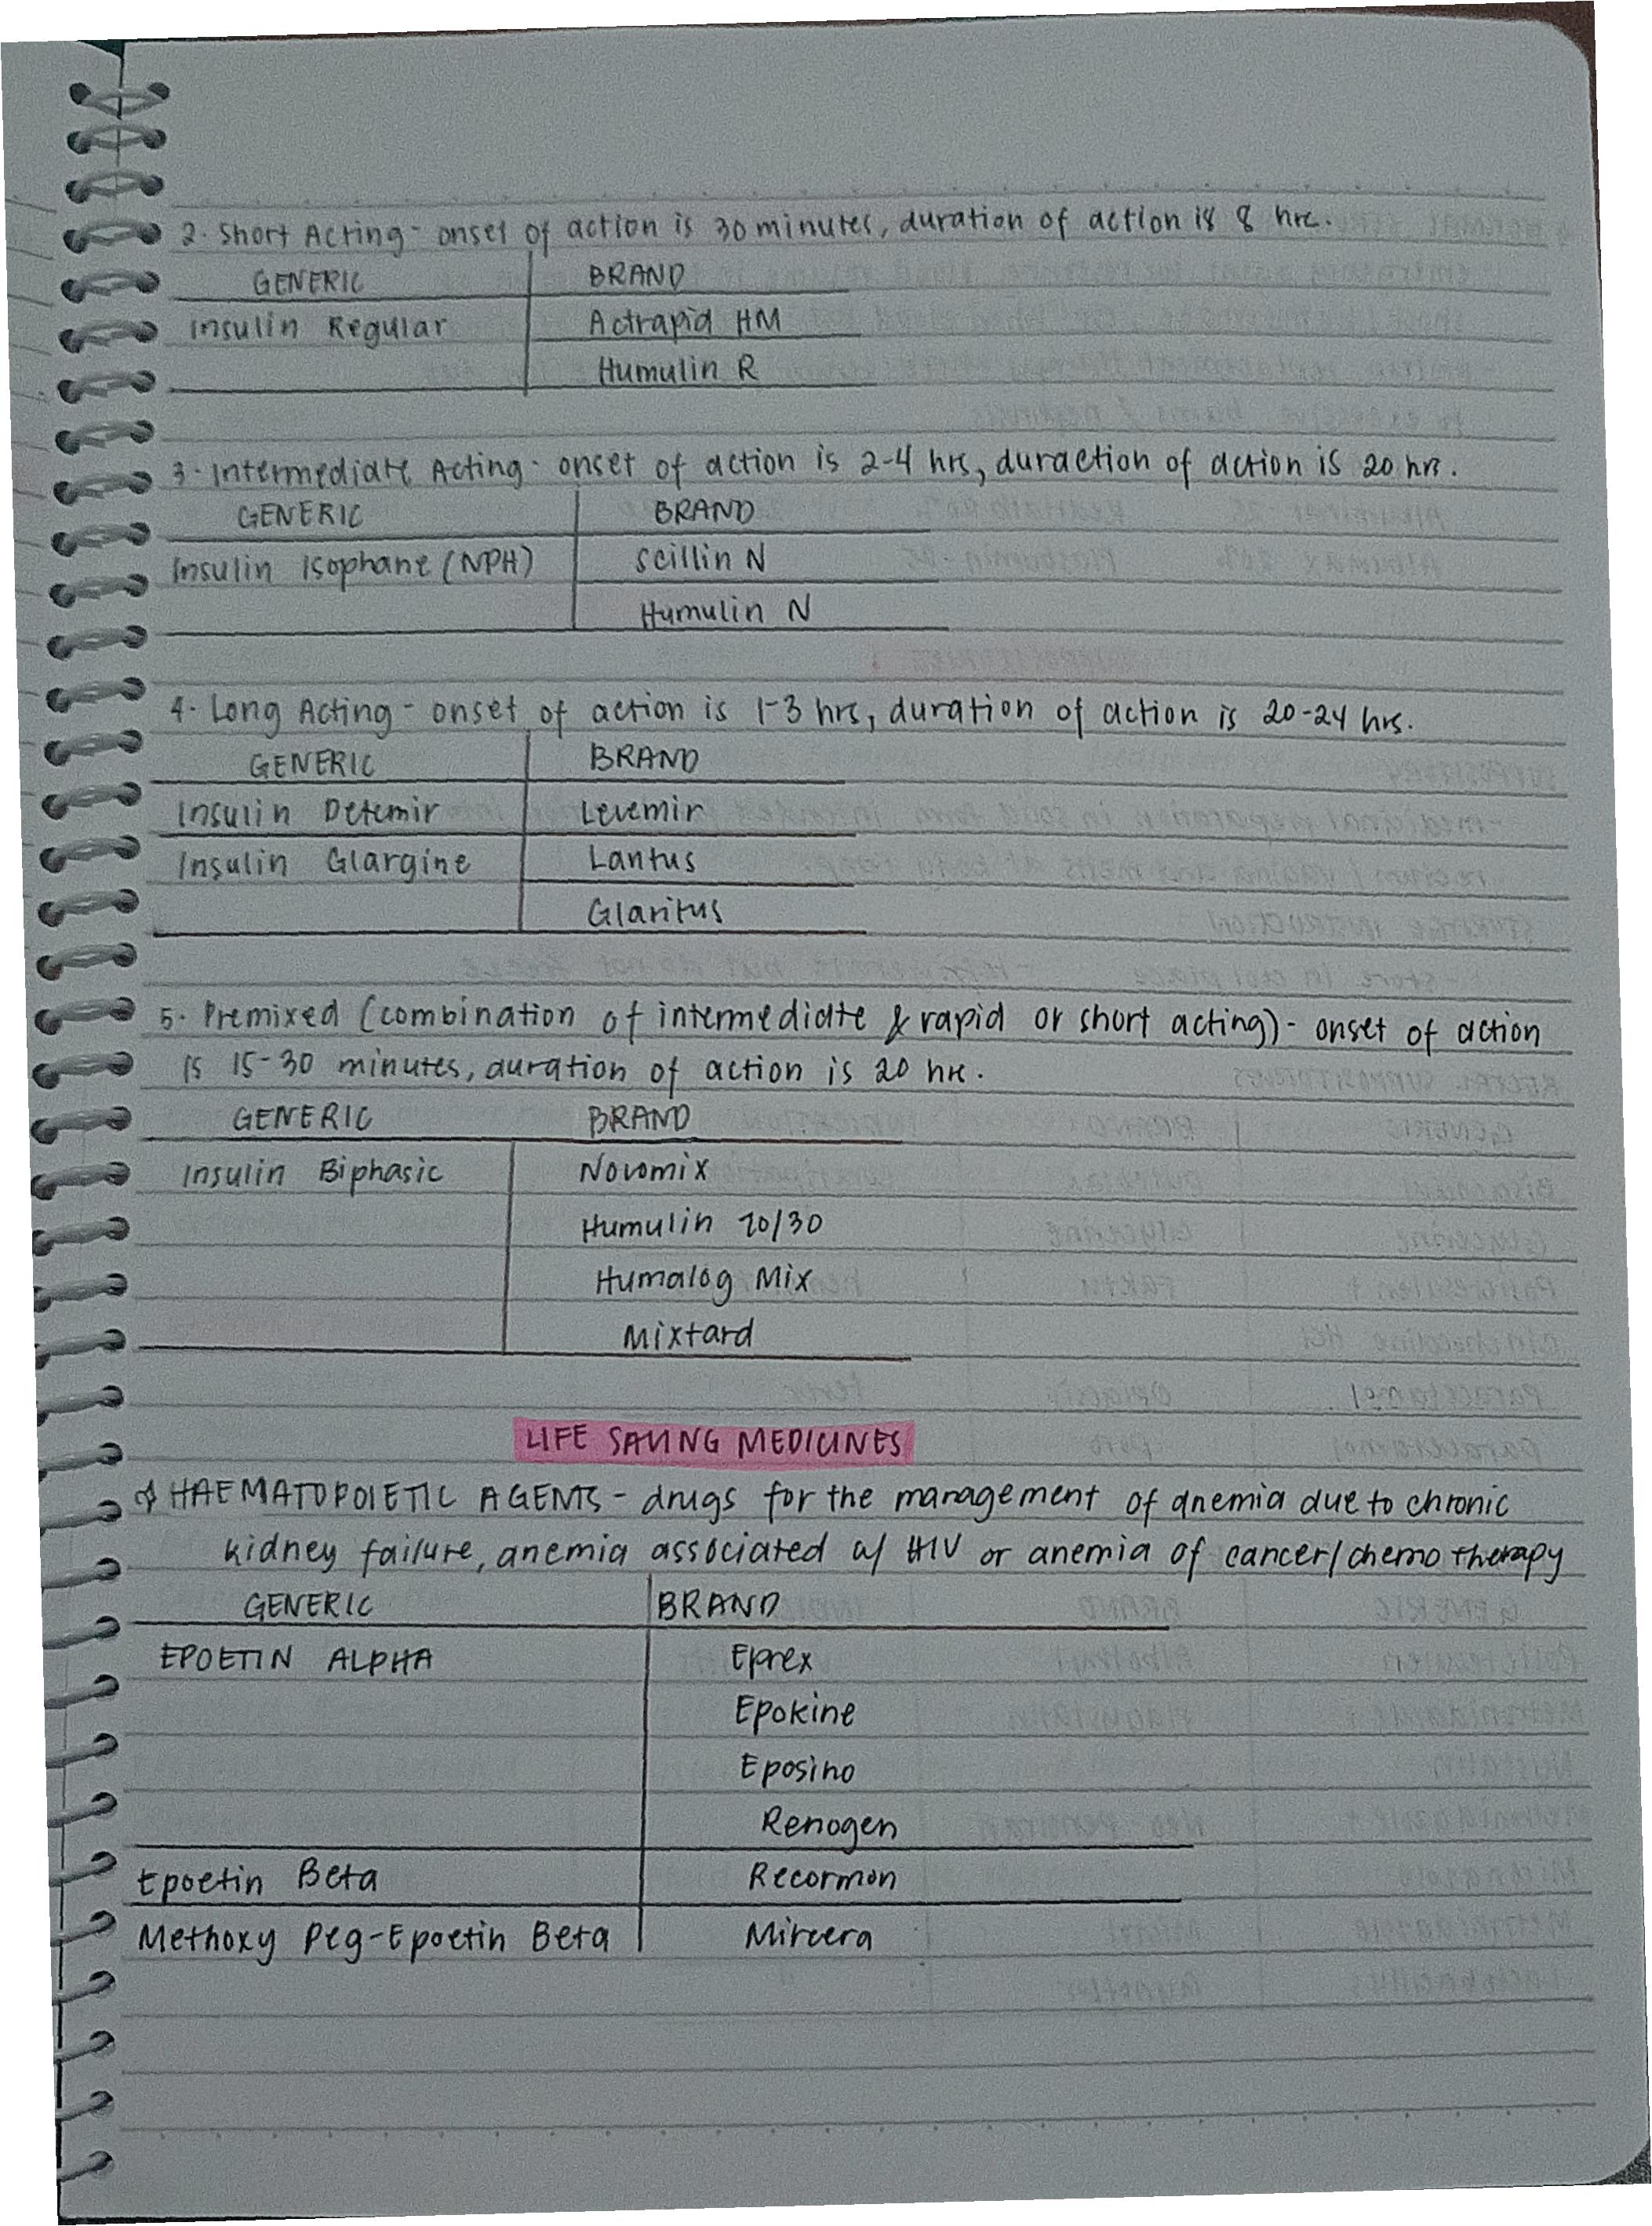 2. Short Acting - onset of action is 30 minutes, duration of action is 8 hrs.
GENERIC BRAND
Insulin Regular Actrapid HM
Humulin R
3. Intermediate Acting - onset of action is 2-4 hrs, duraction of action is 20 hrs.
GENERIC BRAND
Insulin Isophane (NPH) Scillin N
Humulin N
4. Long Acting - onset of action is 1-3 hrs, duration of action is 20-24 hrs.
GENERIC BRAND
Insulin Detemir Levemir
Insulin Glargine Lantus
Glaritus
5. Premixed (combination of intermediate & rapid or short acting) - onset of action
is 15-30 minutes, duration of action is 20 hrs.
GENERIC BRAND
Insulin Biphasic Novomix
Humulin 70/30
Humalog Mix
Mixtard
LIFE SAVING MEDICINES
HAEMATOPOIETIC AGENTS - drugs for the management of anemia due to chronic
kidney failure, anemia associated w/ HIV or anemia of cancer/chemotherapy
GENERIC BRAND
EPOETIN ALPHA Eprex
Epokine
Eposino
Renogen
Epoetin Beta Recormon
Methoxy Peg-Epoetin Beta Mircera